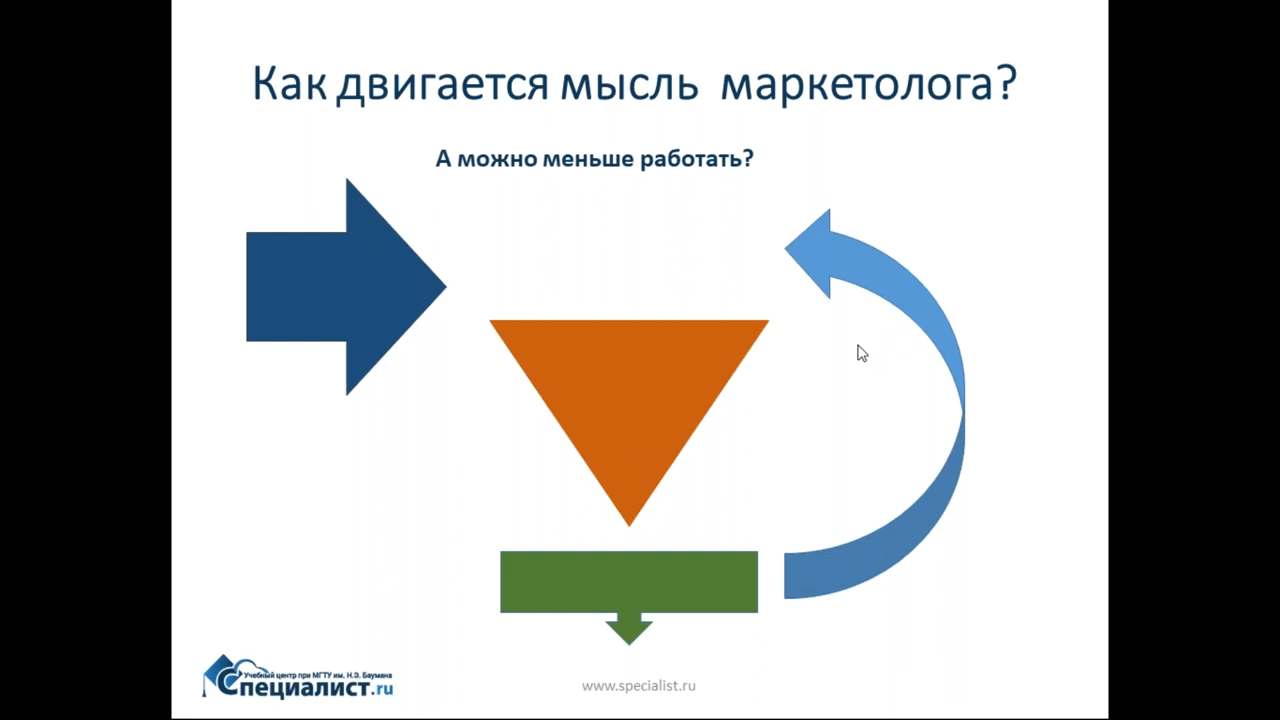 Как двигается мысль маркетолога?
А можно меньше работать?
Учебный центр при МГТУ им. Н.Э. Баумана
Специалист.ru
www.specialist.ru